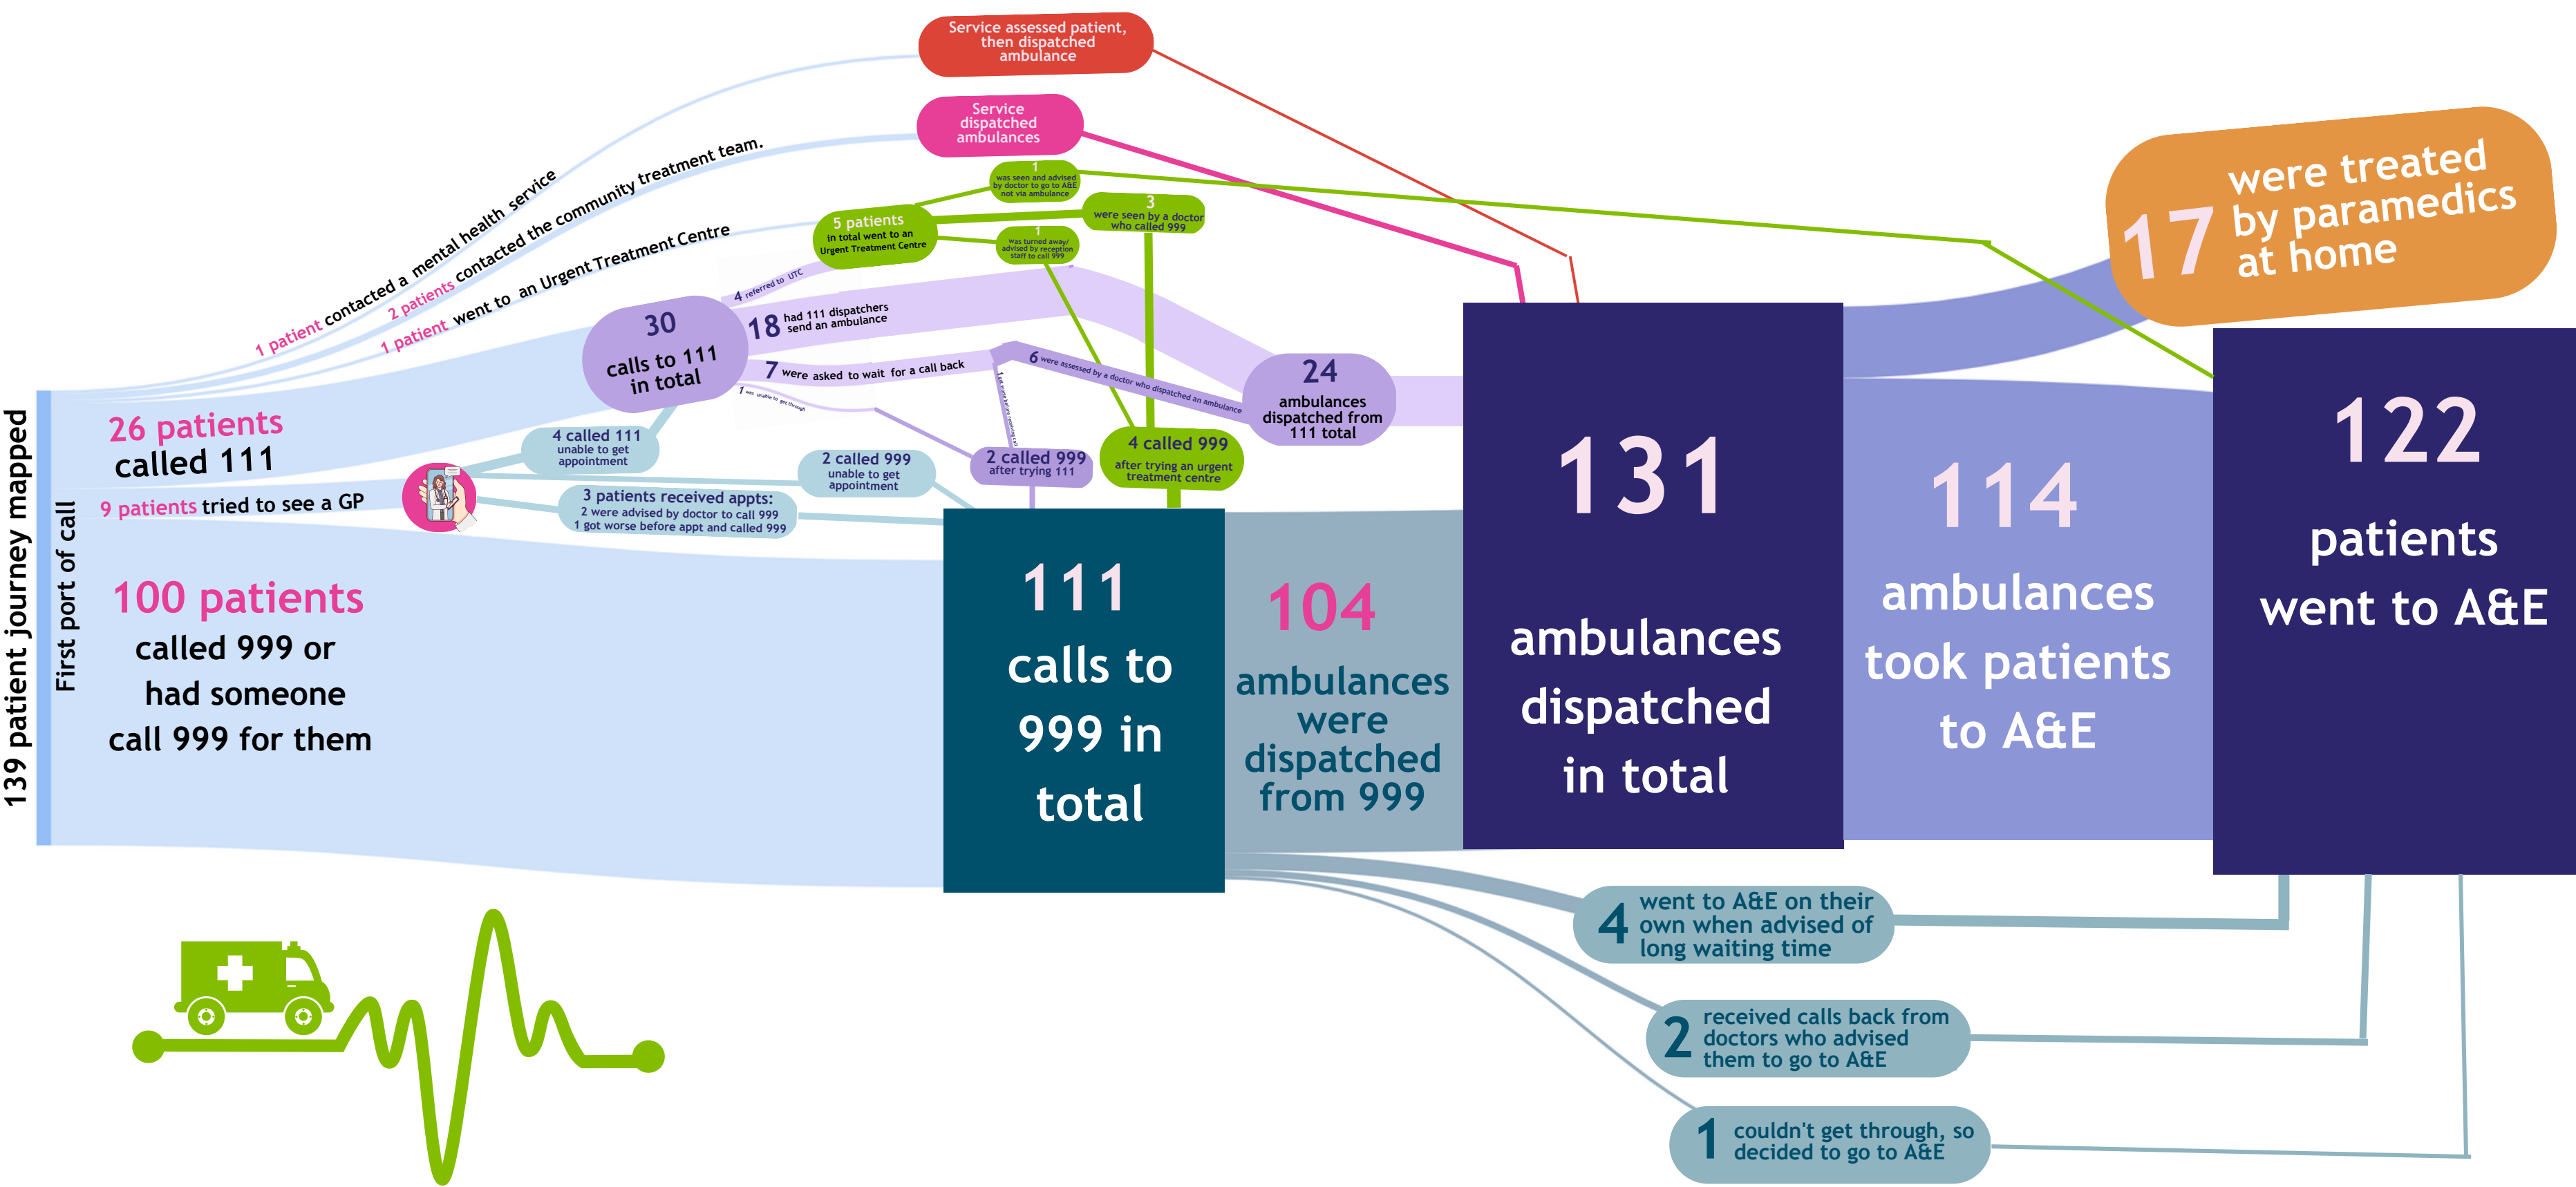 139 patient journey mapped
First port of call
1 patient contacted a mental health service
2 patients contacted the community treatment team.
1 patient went to an Urgent Treatment Centre
26 patients
called 111
9 patients tried to see a GP
100 patients
called 999 or
had someone
call 999 for them
Service assessed patient,
then dispatched
ambulance
Service
dispatched
ambulances
5 patients
in total went to an
Urgent Treatment Centre
1
was seen and advised
by doctor to go to A&E
not via ambulance
3
were seen by a doctor
who called 999
1
was turned away/
advised by reception
staff to call 999
30
calls to 111
in total
4 referred to UTC
18 had 111 dispatchers
send an ambulance
7 were asked to wait for a call back
1 was unable to get through
6 were assessed by a doctor who dispatched an ambulance
24
ambulances
dispatched from
111 total
4 called 111
unable to get
appointment
2 called 999
unable to get
appointment
3 patients received appts:
2 were advised by doctor to call 999
1 got worse before appt and called 999
2 called 999
after trying 111
4 called 999
after trying an urgent
treatment centre
111
calls to
999 in
total
104
ambulances
were
dispatched
from 999
131
ambulances
dispatched
in total
17 were treated
by paramedics
at home
114
ambulances
took patients
to A&E
122
patients
went to A&E
4 went to A&E on their
own when advised of
long waiting time
2 received calls back from
doctors who advised
them to go to A&E
1 couldn't get through, so
decided to go to A&E